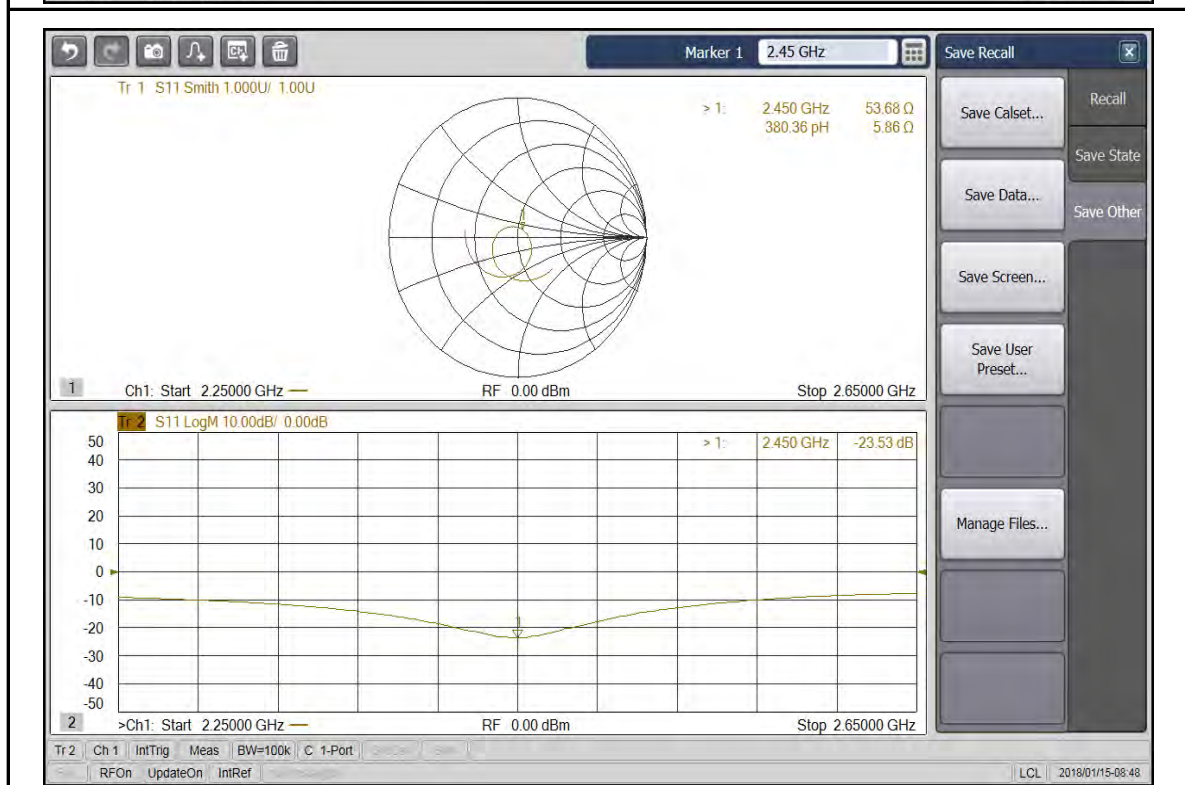 Marker 1 2.45 GHz
Save Recall
Tr 1 S11 Smith 1.000U/ 1.00U
> 1: 2.450 GHz 53.68 Ω
380.36 pH 5.86 Ω
1
1 Ch1: Start 2.25000 GHz RF 0.00 dBm Stop 2.65000 GHz
Tr 2 S11 LogM 10.00dB/ 0.00dB
> 1: 2.450 GHz -23.53 dB
50
40
30
20
10
0
-10
-20
-30
-40
-50
1
2 >Ch1: Start 2.25000 GHz RF 0.00 dBm Stop 2.65000 GHz
Save Calset...
Save Data...
Save Screen...
Save User
Preset...
Manage Files...
Recall
Save State
Save Other
Tr 2 Ch 1 IntTrig Meas BW=100k C 1-Port
RFOn UpdateOn IntRef LCL 2018/01/15-08:48